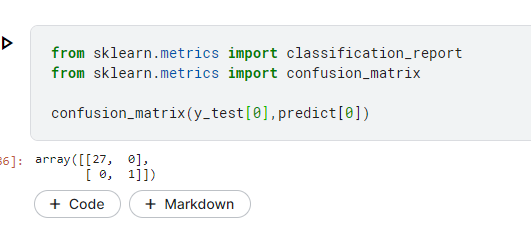 from sklearn.metrics import classification_report
from sklearn.metrics import confusion_matrix
confusion_matrix(y_test[0],predict[0])
36]: array([[27, 0],
[ 0, 1]])
+ Code + Markdown